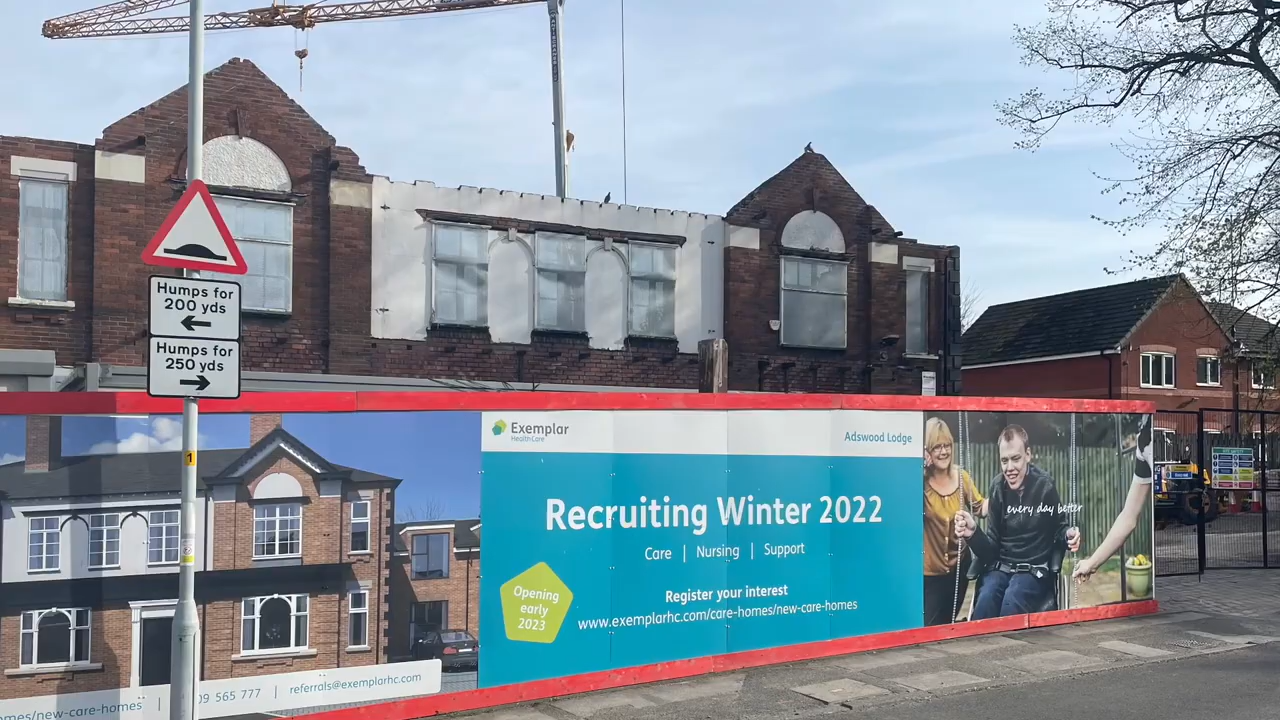 Humps for
200 yds
Humps for
250 yds
Exemplar
HealthCare
Adswood Lodge
Recruiting Winter 2022
Care | Nursing | Support
Opening
early
2023
Register your interest
www.exemplarhc.com/care-homes/new-care-homes
every day better
1
09 565 777 | referrals@exemplarhc.com
omes/new-care-homes |